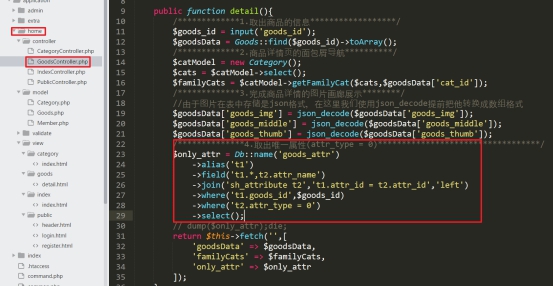 application
admin
extra
home
controller
CategoryController.php
GoodsController.php
IndexController.php
PublicController.php
model
Category.php
Goods.php
Member.php
validate
view
category
index.html
goods
detail.html
index
index.html
public
header.html
login.html
register.html
index
.htaccess
command.php
common.php
9 public function detail(){
10 /*************1.取出商品的信息******************/
11 $goods_id = input('goods_id');
12 $goodsData = Goods::find($goods_id)->toArray();
13 /*************2.商品详情页的面包屑导航***********/
14 $catModel = new Category();
15 $cats = $catModel->select();
16 $familyCats = $catModel->getFamilyCat($cats,$goodsData['cat_id']);
17 /*************3.完成商品详情的图片画廊展示*******/
18 //由于图片在表中存储是json格式, 在这里我们使用json_decode提前把他转换成数组格式
19 $goodsData['goods_img'] = json_decode($goodsData['goods_img']);
20 $goodsData['goods_middle'] = json_decode($goodsData['goods_middle']);
21 $goodsData['goods_thumb'] = json_decode($goodsData['goods_thumb']);
22 /*************4.取出唯一属性(attr_type = 0)*************************/
23 $only_attr = Db::name('goods_attr')
24 ->alias('t1')
25 ->field('t1.*,t2.attr_name')
26 ->join('sh_attribute t2','t1.attr_id = t2.attr_id','left')
27 ->where('t1.goods_id',$goods_id)
28 ->where('t2.attr_type = 0')
29 ->select();
30 // dump($only_attr);die;
31 return $this->fetch('',[
32 'goodsData' => $goodsData,
33 'familyCats' => $familyCats,
34 'only_attr' => $only_attr
35 ]);